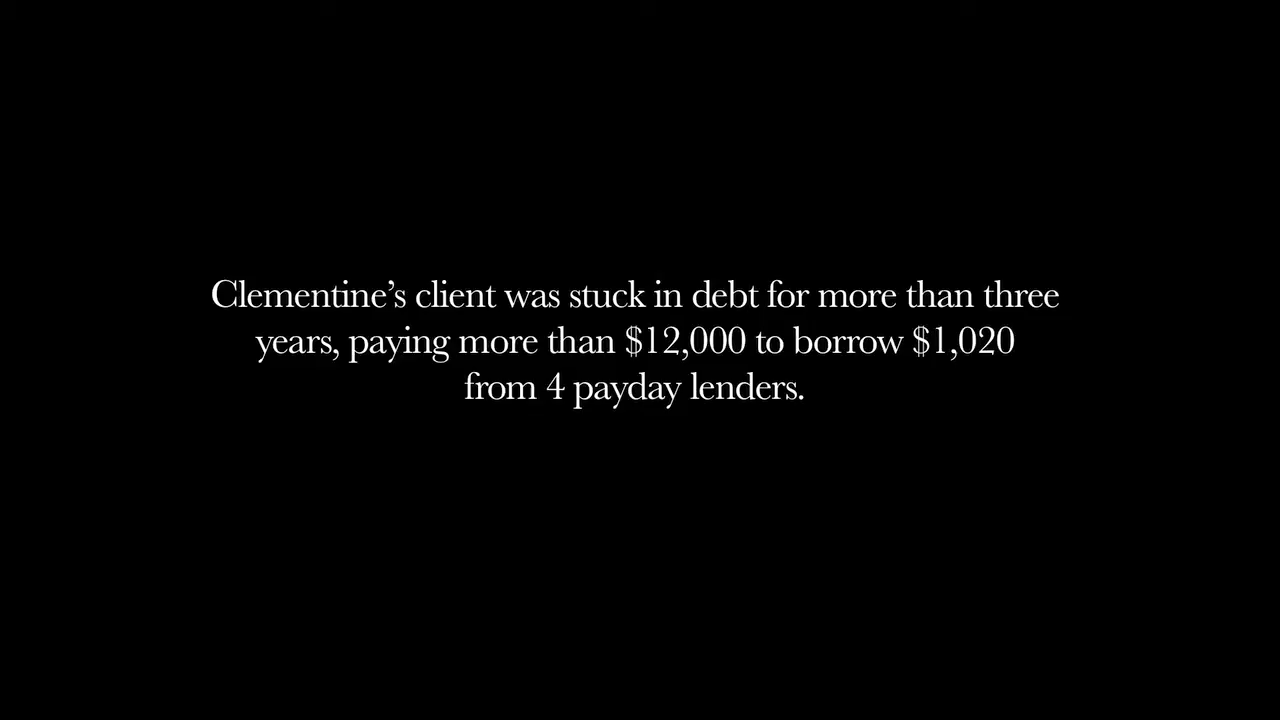 Clementine’s client was stuck in debt for more than three
years, paying more than $12,000 to borrow $1,020
from 4 payday lenders.